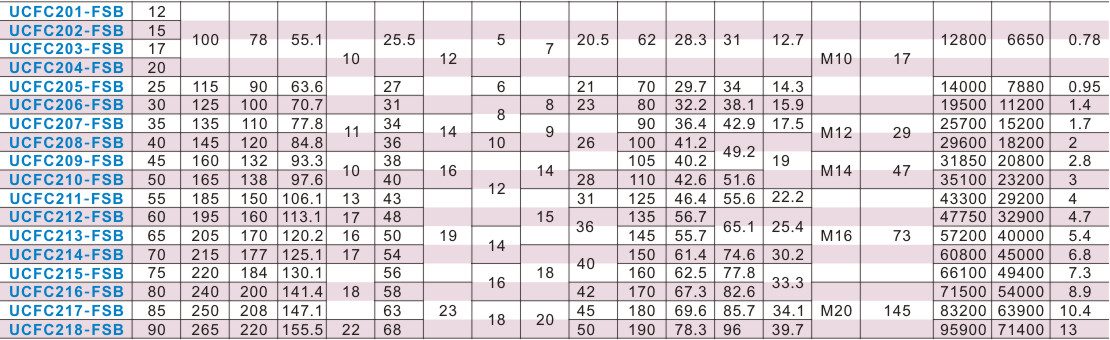 UCFC201-FSB 12
UCFC202-FSB 15
100 78 55.1 25.5 5 20.5 62 28.3 31 12.7 12800 6650 0.78
UCFC203-FSB 17 7
10 12 M10 17
UCFC204-FSB 20
UCFC205-FSB 25 115 90 63.6 27 6 21 70 29.7 34 14.3 14000 7880 0.95
UCFC206-FSB 30 125 100 70.7 31 8 23 80 32.2 38.1 15.9 19500 11200 1.4
8
UCFC207-FSB 35 135 110 77.8 34 90 36.4 42.9 17.5 25700 15200 1.7
11 14 9 M12 29
UCFC208-FSB 40 145 120 84.8 36 10 26 100 41.2 29600 18200 2
49.2
UCFC209-FSB 45 160 132 93.3 38 105 40.2 19 31850 20800 2.8
10 16 14 M14 47
UCFC210-FSB 50 165 138 97.6 40 28 110 42.6 51.6 35100 23200 3
12
UCFC211-FSB 55 185 150 106.1 13 43 31 125 46.4 55.6 22.2 43300 29200 4
UCFC212-FSB 60 195 160 113.1 17 48 15 135 56.7 47750 32900 4.7
36 65.1 25.4
UCFC213-FSB 65 205 170 120.2 16 50 19 145 55.7 M16 73 57200 40000 5.4
14
UCFC214-FSB 70 215 177 125.1 17 54 150 61.4 74.6 30.2 60800 45000 6.8
40
UCFC215-FSB 75 220 184 130.1 56 18 160 62.5 77.8 66100 49400 7.3
16 33.3
UCFC216-FSB 80 240 200 141.4 18 58 42 170 67.3 82.6 71500 54000 8.9
UCFC217-FSB 85 250 208 147.1 63 23 45 180 69.6 85.7 34.1 M20 145 83200 63900 10.4
18 20
UCFC218-FSB 90 265 220 155.5 22 68 50 190 78.3 96 39.7 95900 71400 13